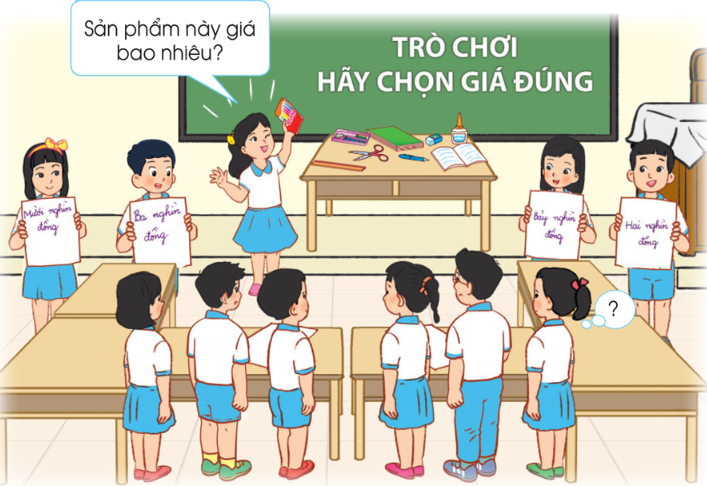 Sản phẩm này giá
bao nhiêu?
TRÒ CHƠI
HÃY CHỌN GIÁ ĐÚNG
Mười nghìn
đồng
Ba nghìn
đồng
Bảy nghìn
đồng
Hai nghìn
đồng
?